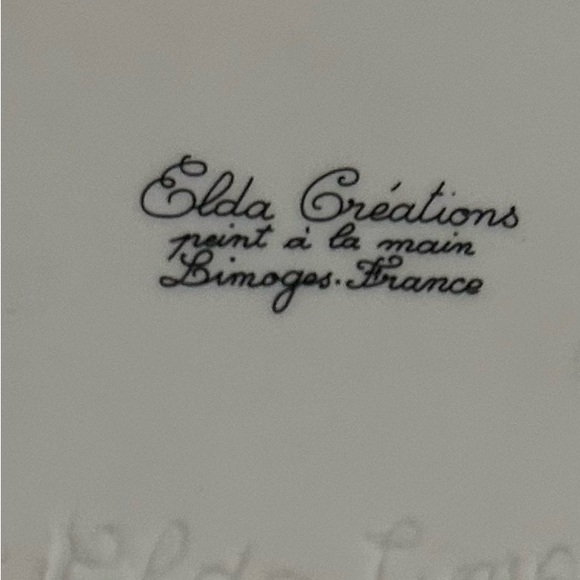 Elda Créations
peint à la main
Limoges. France